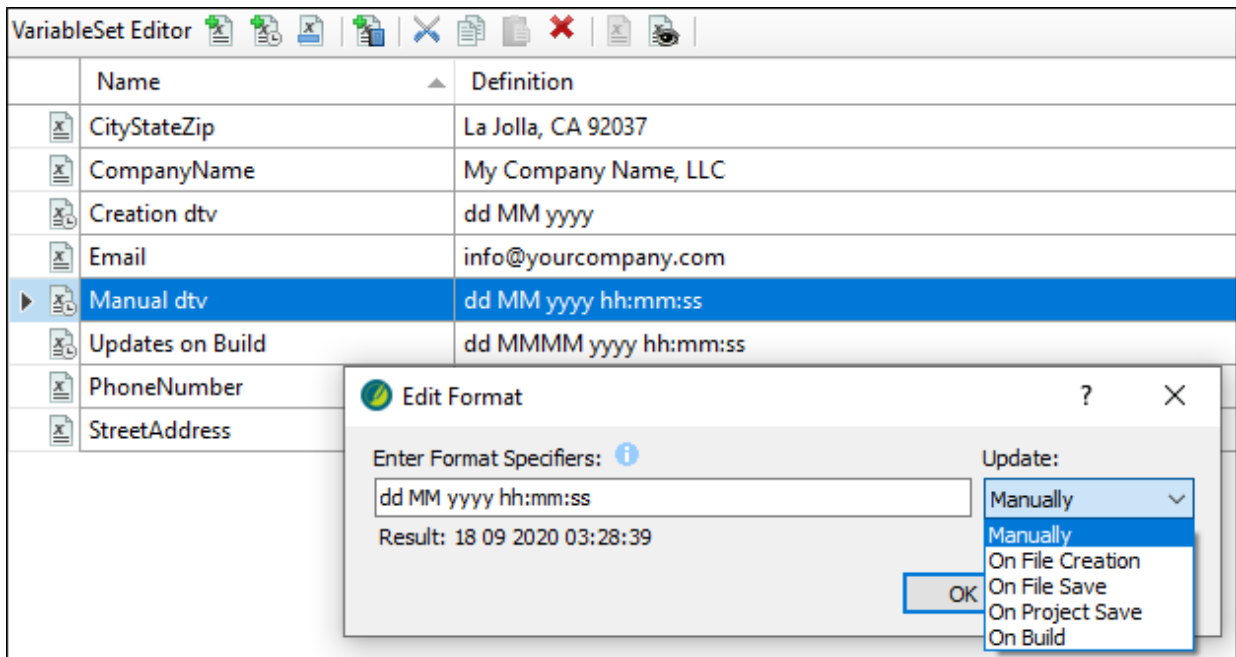 VariableSet Editor
Name Definition
CityStateZip La Jolla, CA 92037
CompanyName My Company Name, LLC
Creation dtv dd MM yyyy
Email info@yourcompany.com
Manual dtv dd MM yyyy hh:mm:ss
Updates on Build dd MMMM yyyy hh:mm:ss
PhoneNumber
StreetAddress
Edit Format ?
Enter Format Specifiers: Update:
dd MM yyyy hh:mm:ss Manually
Result: 18 09 2020 03:28:39
Manually
On File Creation
On File Save
On Project Save
On Build
OK